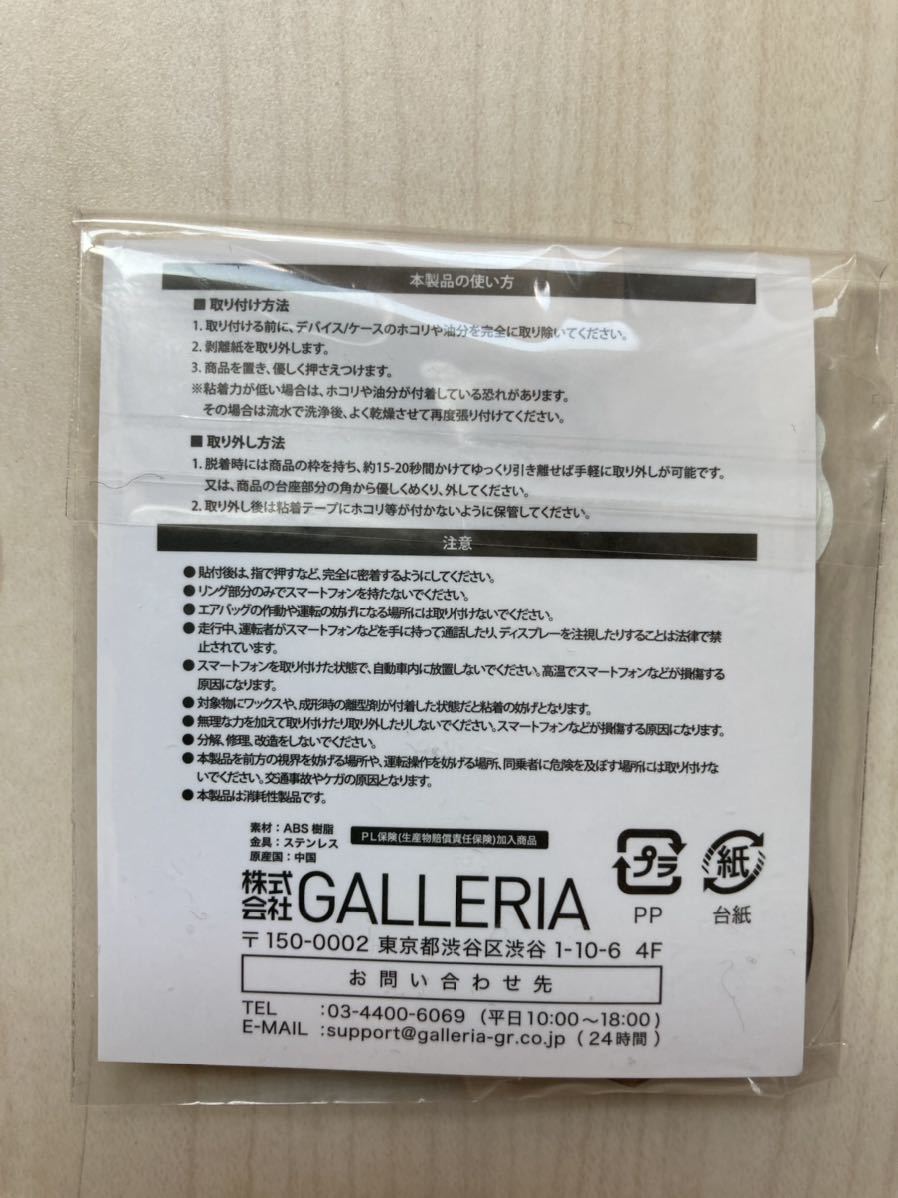 本製品の使い方
■ 取り付け方法
1. 取り付ける前に、デバイス/ケースのホコリや油分を完全に取り除いてください。
2. 剥離紙を取り外します。
3. 商品を置き、優しく押さえつけます。
※粘着力が低い場合は、ホコリや油分が付着している恐れがあります。
その場合は流水で洗浄後、よく乾燥させて再度張り付けてください。
■ 取り外し方法
1. 脱着時には商品の枠を持ち、約15-20秒間かけてゆっくり引き離せば手軽に取り外しが可能です。
又は、商品の台座部分の角から優しくめくり、外してください。
2. 取り外し後は粘着テープにホコリ等が付かないように保管してください。
注意
● 貼付後は、指で押すなど、完全に密着するようにしてください。
● リング部分のみでスマートフォンを持たないでください。
● エアバッグの作動や運転の妨げになる場所には取り付けないでください。
● 走行中、運転者がスマートフォンなどを手に持って通話したり、ディスプレーを注視したりすることは法律で禁
止されています。
● スマートフォンを取り付けた状態で、自動車内に放置しないでください。高温でスマートフォンなどが損傷する
原因になります。
● 対象物にワックスや、成形時の離型剤が付着した状態だと粘着の妨げとなります。
● 無理な力を加えて取り付けたり取り外したりしないでください。スマートフォンなどが損傷する原因になります。
● 分解、修理、改造をしないでください。
● 本製品を前方の視界を妨げる場所や、運転操作を妨げる場所、同乗者に危険を及ぼす場所には取り付けな
いでください。交通事故やケガの原因となります。
● 本製品は消耗性製品です。
素材：ABS 樹脂
金具：ステンレス
原産国：中国
PL保険(生産物賠償責任保険)加入商品
プラ
PP
紙
台紙
株式会社 GALLERIA
〒150-0002 東京都渋谷区渋谷 1-10-6 4F
お問い合わせ先
TEL :03-4400-6069 (平日10:00〜18:00)
E-MAIL :support@galleria-gr.co.jp (24時間)